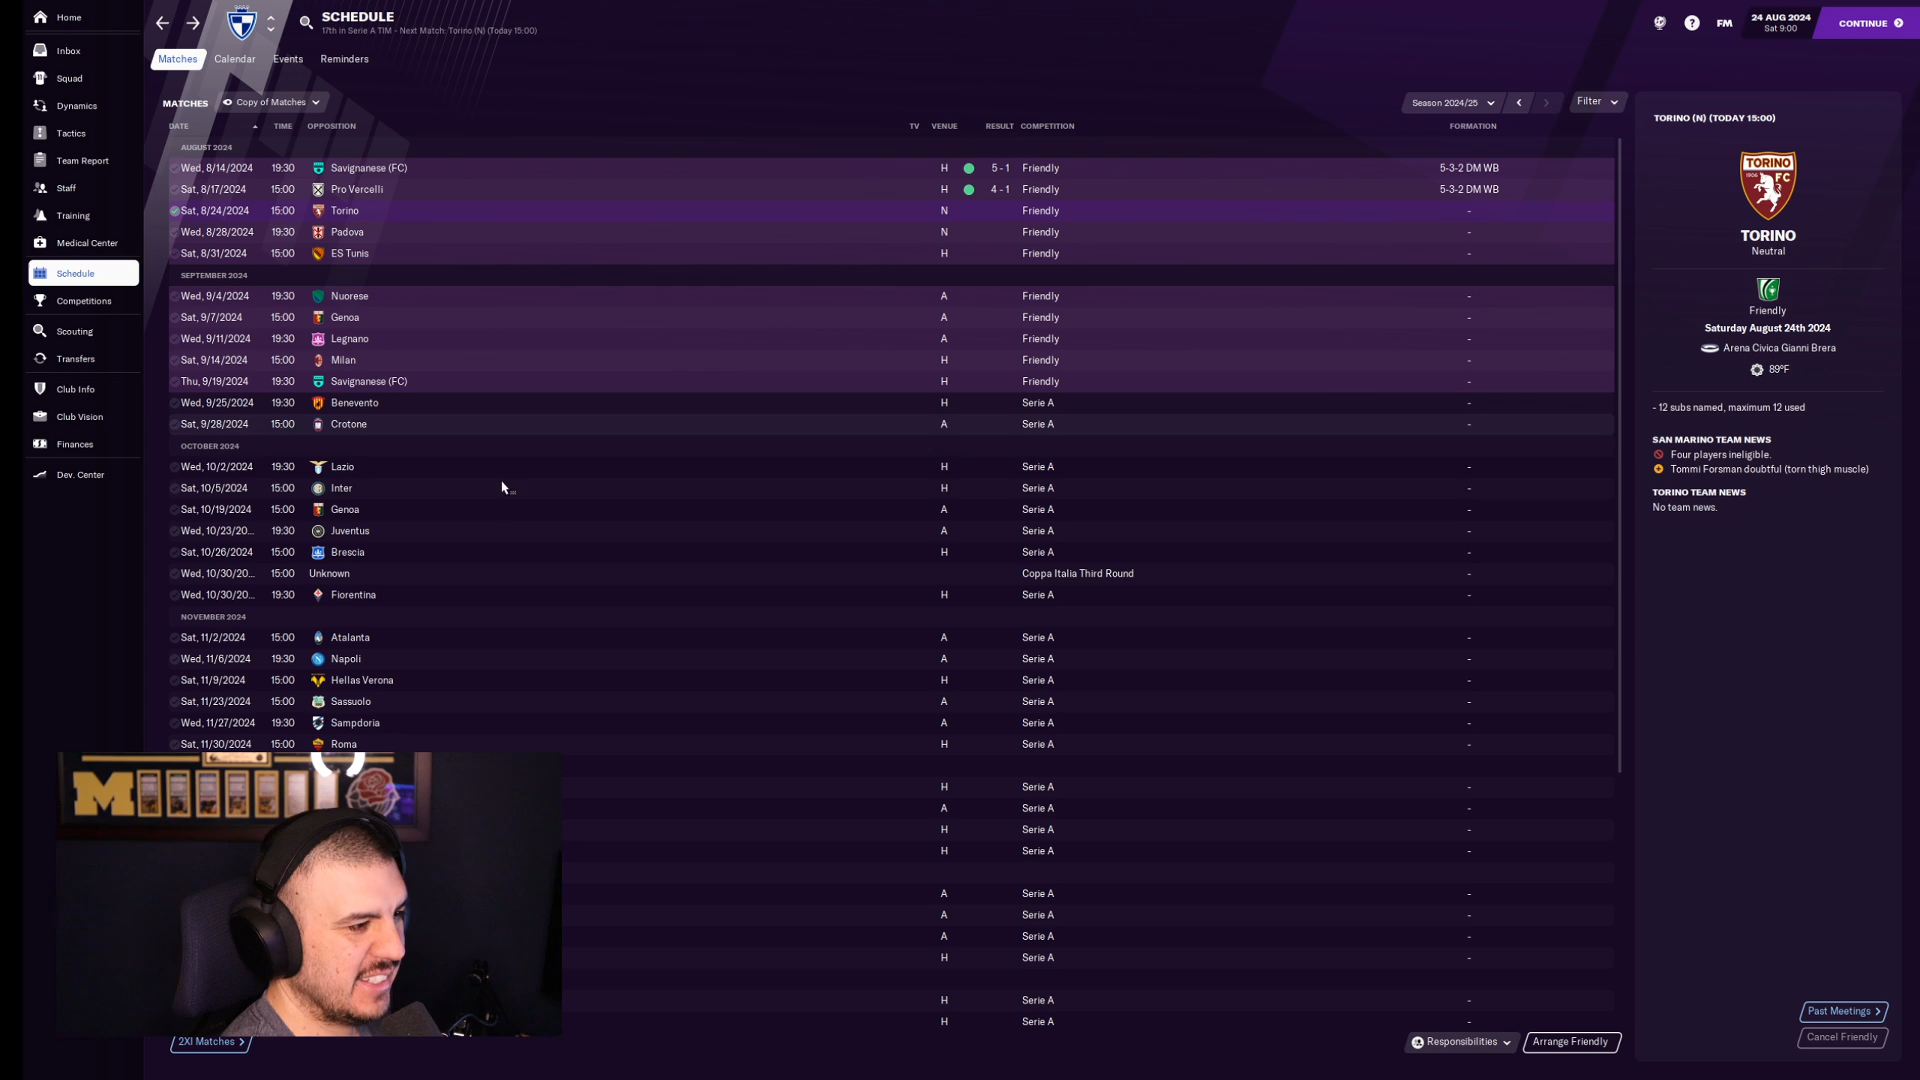 Home
Inbox
Squad
Dynamics
Tactics
Team Report
Staff
Training
Medical Center
Schedule
Competitions
Scouting
Transfers
Club Info
Club Vision
Finances
Dev. Center
SCHEDULE
17th in Serie A TIM - Next Match: Torino (N) (Today 15:00)
? FM 24 AUG 2024 CONTINUE
Sat 9:00
Matches Calendar Events Reminders
MATCHES Copy of Matches Season 2024/25 Filter
DATE TIME OPPOSITION TV VENUE RESULT COMPETITION FORMATION
AUGUST 2024
Wed, 8/14/2024 19:30 Savignanese (FC) H 5 - 1 Friendly 5-3-2 DM WB
Sat, 8/17/2024 15:00 Pro Vercelli H 4 - 1 Friendly 5-3-2 DM WB
Sat, 8/24/2024 15:00 Torino N Friendly -
Wed, 8/28/2024 19:30 Padova N Friendly -
Sat, 8/31/2024 15:00 ES Tunis H Friendly -
SEPTEMBER 2024
Wed, 9/4/2024 19:30 Nuorese A Friendly -
Sat, 9/7/2024 15:00 Genoa A Friendly -
Wed, 9/11/2024 19:30 Legnano A Friendly -
Sat, 9/14/2024 15:00 Milan H Friendly -
Thu, 9/19/2024 19:30 Savignanese (FC) H Friendly -
Wed, 9/25/2024 19:30 Benevento H Serie A -
Sat, 9/28/2024 15:00 Crotone A Serie A -
OCTOBER 2024
Wed, 10/2/2024 19:30 Lazio H Serie A -
Sat, 10/5/2024 15:00 Inter H Serie A -
Sat, 10/19/2024 15:00 Genoa A Serie A -
Wed, 10/23/20... 19:30 Juventus A Serie A -
Sat, 10/26/2024 15:00 Brescia H Serie A -
Wed, 10/30/20... 15:00 Unknown Coppa Italia Third Round -
Wed, 10/30/20... 19:30 Fiorentina H Serie A -
NOVEMBER 2024
Sat, 11/2/2024 15:00 Atalanta A Serie A -
Wed, 11/6/2024 19:30 Napoli A Serie A -
Sat, 11/9/2024 15:00 Hellas Verona H Serie A -
Sat, 11/23/2024 15:00 Sassuolo A Serie A -
Wed, 11/27/2024 19:30 Sampdoria A Serie A -
Sat, 11/30/2024 15:00 Roma H Serie A -
H Serie A -
A Serie A -
H Serie A -
H Serie A -
A Serie A -
A Serie A -
A Serie A -
H Serie A -
H Serie A -
H Serie A -
M
2XI Matches Responsibilities Arrange Friendly
TORINO (N) (TODAY 15:00)
TORINO
1906 FC
TORINO
Neutral
Friendly
Saturday August 24th 2024
Arena Civica Gianni Brera
89°F
- 12 subs named, maximum 12 used
SAN MARINO TEAM NEWS
Four players ineligible.
Tommi Forsman doubtful (torn thigh muscle)
TORINO TEAM NEWS
No team news.
Past Meetings
Cancel Friendly